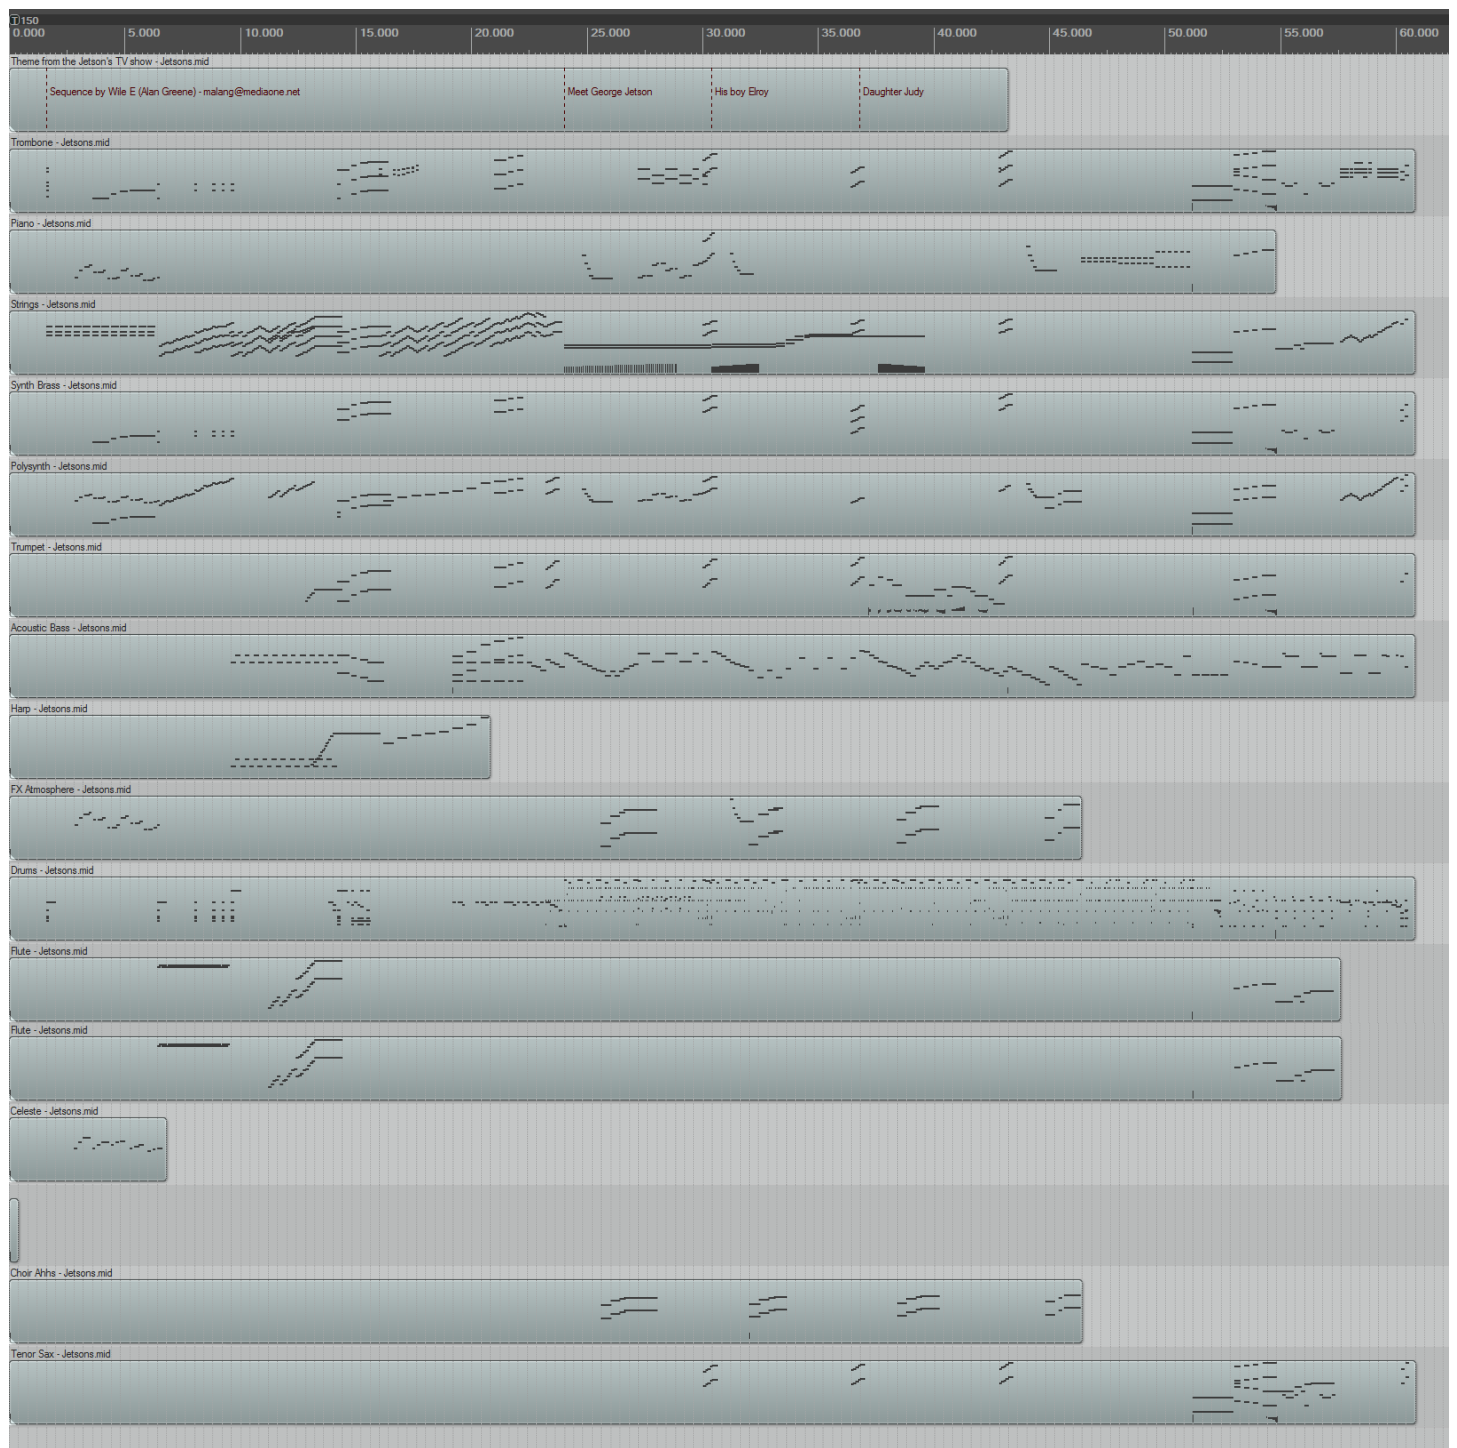 150
0.000 5.000 10.000 15.000 20.000 25.000 30.000 35.000 40.000 45.000 50.000 55.000 60.000
Theme from the Jetson's TV show - Jetsons.mid
Sequence by Wile E (Alan Greene) - malang@mediaone.net Meet George Jetson His boy Elroy Daughter Judy
Trombone - Jetsons.mid
Piano - Jetsons.mid
Strings - Jetsons.mid
Synth Brass - Jetsons.mid
Polysynth - Jetsons.mid
Trumpet - Jetsons.mid
Acoustic Bass - Jetsons.mid
Harp - Jetsons.mid
FX Atmosphere - Jetsons.mid
Drums - Jetsons.mid
Flute - Jetsons.mid
Flute - Jetsons.mid
Celeste - Jetsons.mid
Choir Ahhs - Jetsons.mid
Tenor Sax - Jetsons.mid